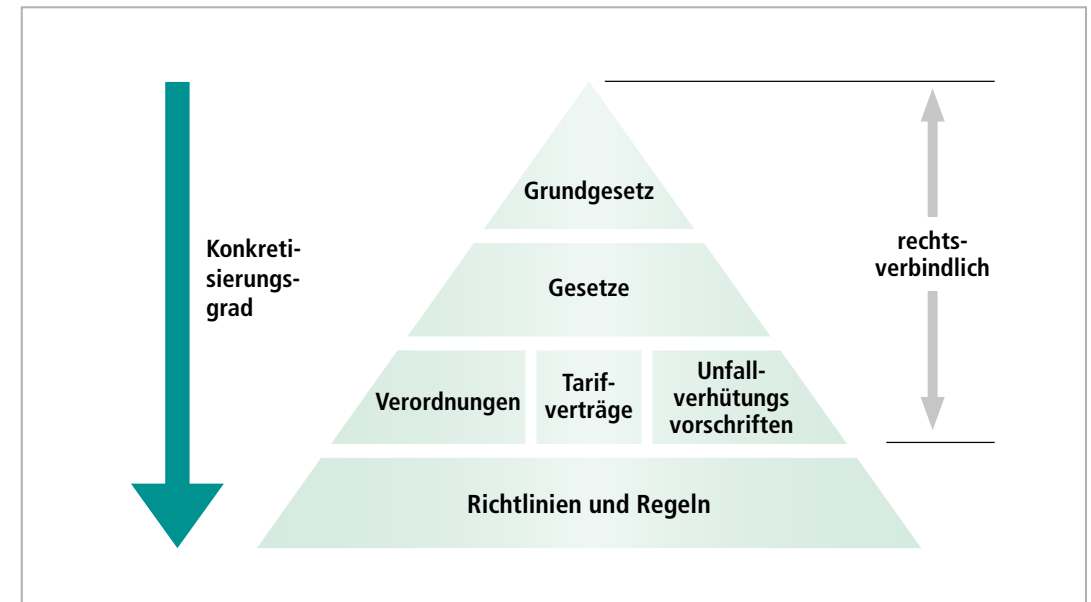 Grundgesetz
Konkreti-
sierungs-
grad
rechts-
verbindlich
Gesetze
Verordnungen
Tarif-
verträge
Unfall-
verhütungs
vorschriften
Richtlinien und Regeln